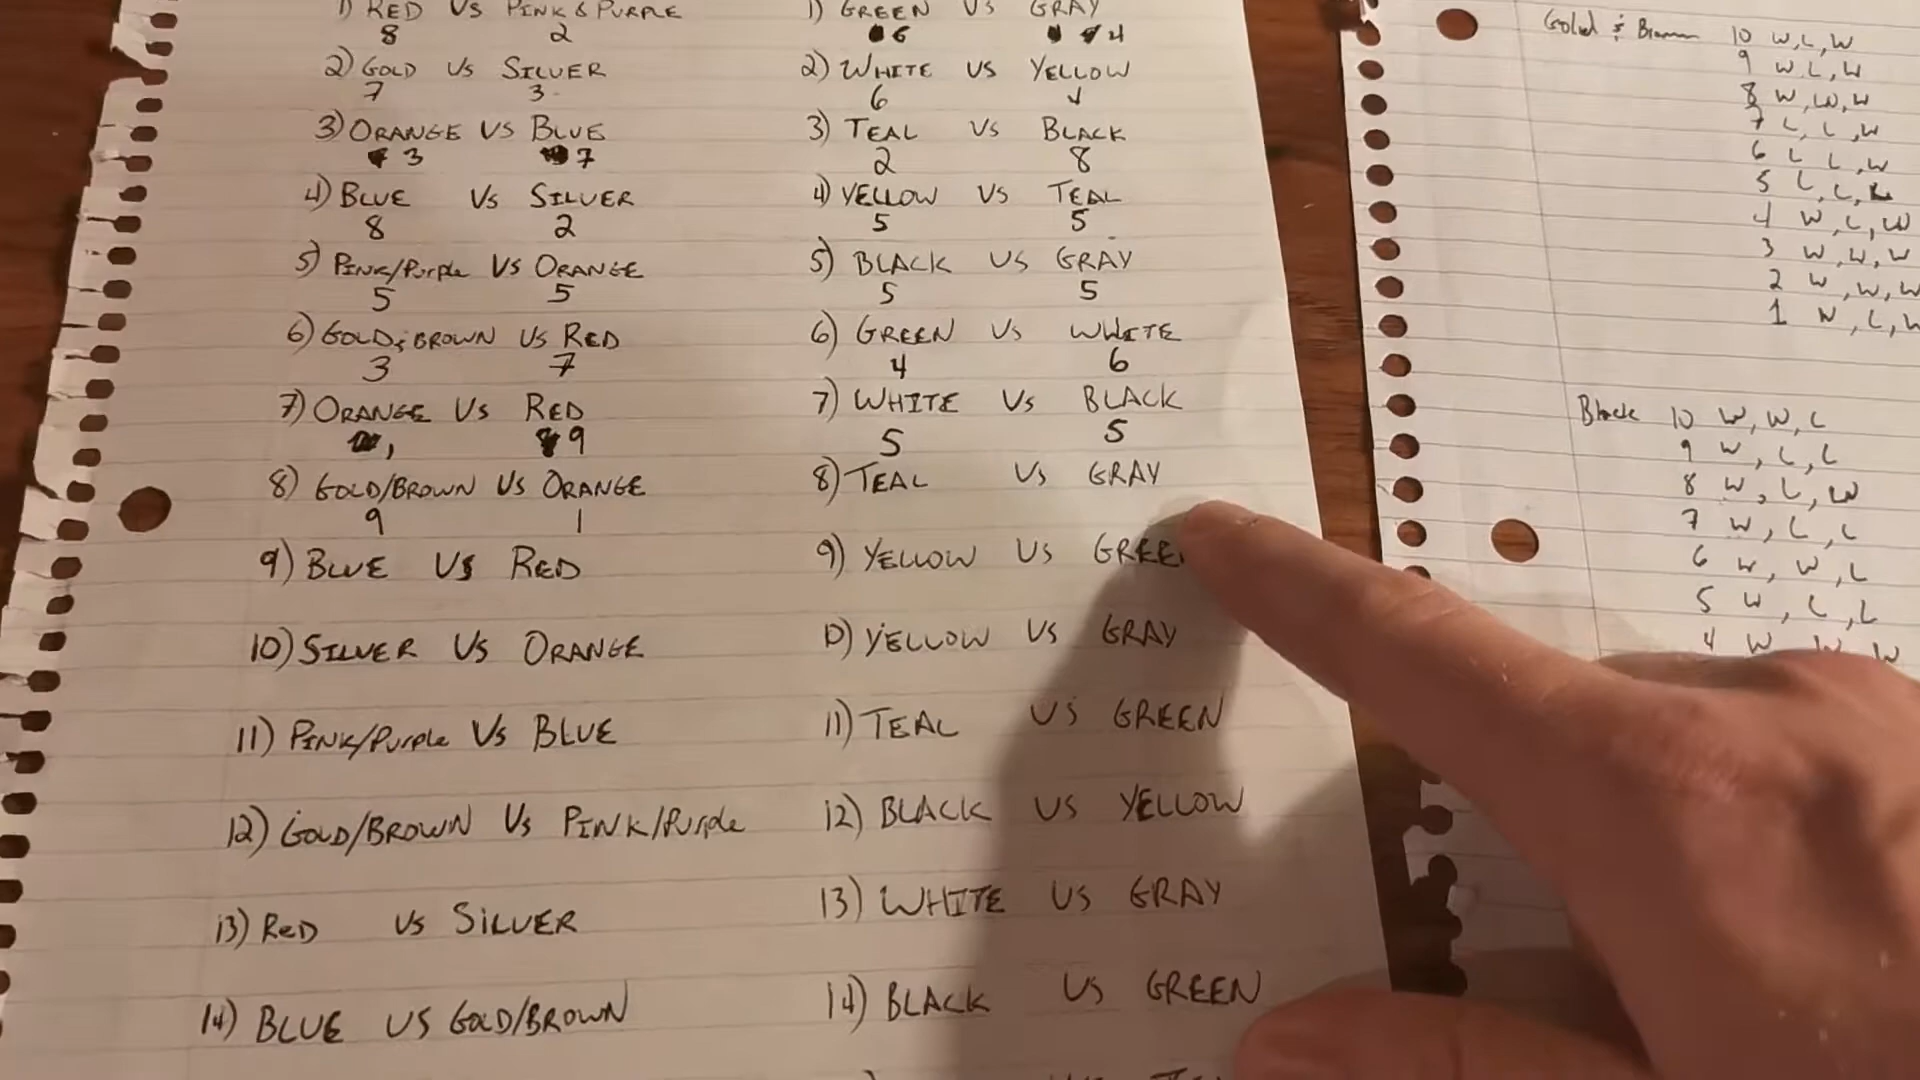 1) RED VS PINK & PURPLE
8 2
2) GOLD VS SILVER
7 3
3) ORANGE VS BLUE
3 7
4) BLUE VS SILVER
8 2
5) PINK/Purple VS ORANGE
5 5
6) GOLD & BROWN VS RED
3 7
7) ORANGE VS RED
1 9
8) GOLD/BROWN VS ORANGE
9 1
9) BLUE VS RED
10) SILVER VS ORANGE
11) PINK/Purple VS BLUE
12) GOLD/BROWN VS PINK/Purple
13) ReD VS SILVER
14) BLUE VS GOLD/BROWN
1) GREEN VS GRAY
6 4
2) WHITE VS YELLOW
6 4
3) TEAL VS BLACK
2 8
4) YELLOW VS TEAL
5 5
5) BLACK VS GRAY
5 5
6) GREEN VS WHITE
4 6
7) WHITE VS BLACK
5 5
8) TEAL VS GRAY
9) YELLOW VS GREEN
10) YELLOW VS GRAY
11) TEAL VS GREEN
12) BLACK VS YELLOW
13) WHITE VS GRAY
14) BLACK VS GREEN
Gold & Brown 10 W, L, W
9 W L, W
8 W, W, W
7 L, L, W
6 L L, W
5 L, L, L
4 W, L, W
3 W, W, W
2 W, W, W
1 W, L, W
Black 10 W, W, L
9 W, L, L
8 W, L, W
7 W, L, L
6 W, W, L
5 W, L, L
4 W W W